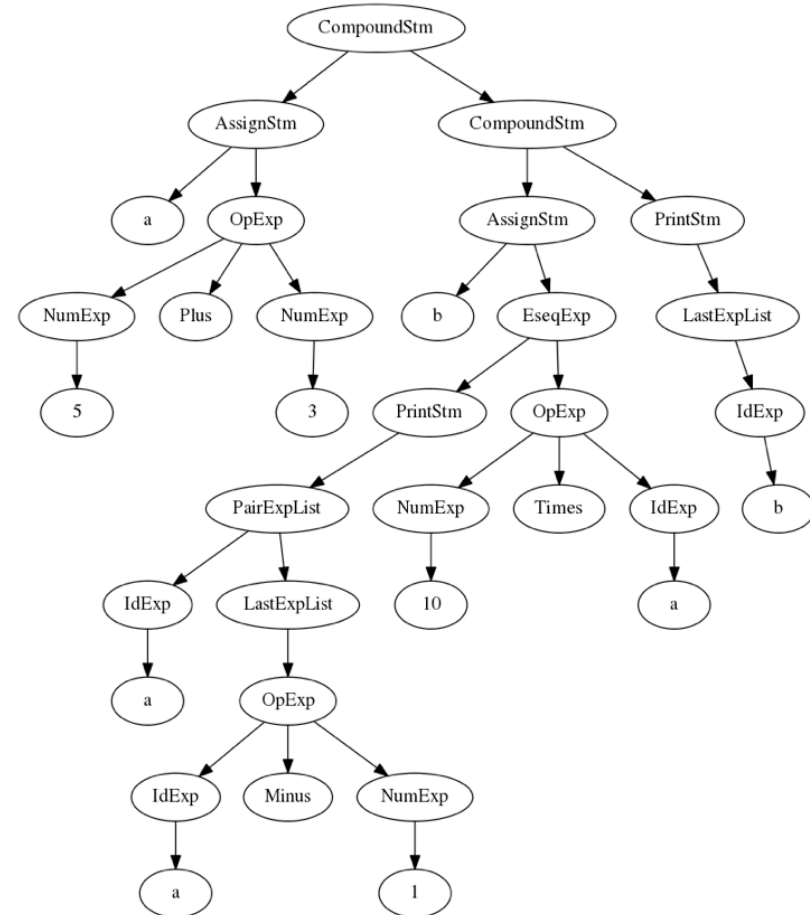 CompoundStm
AssignStm CompoundStm
a OpExp AssignStm PrintStm
NumExp Plus NumExp b EseqExp LastExpList
5 3 PrintStm OpExp IdExp
PairExpList NumExp Times IdExp b
IdExp LastExpList 10 a
a OpExp
IdExp Minus NumExp
a 1